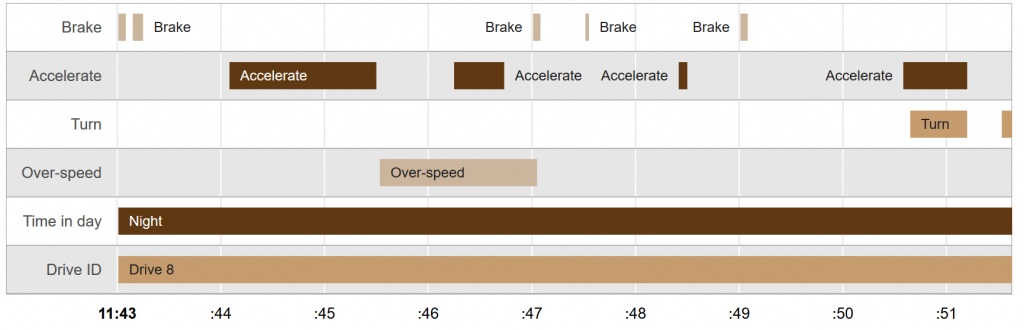 Brake Brake Brake Brake Brake
Accelerate Accelerate Accelerate Accelerate Accelerate
Turn Turn
Over-speed Over-speed
Time in day Night
Drive ID Drive 8
11:43 :44 :45 :46 :47 :48 :49 :50 :51